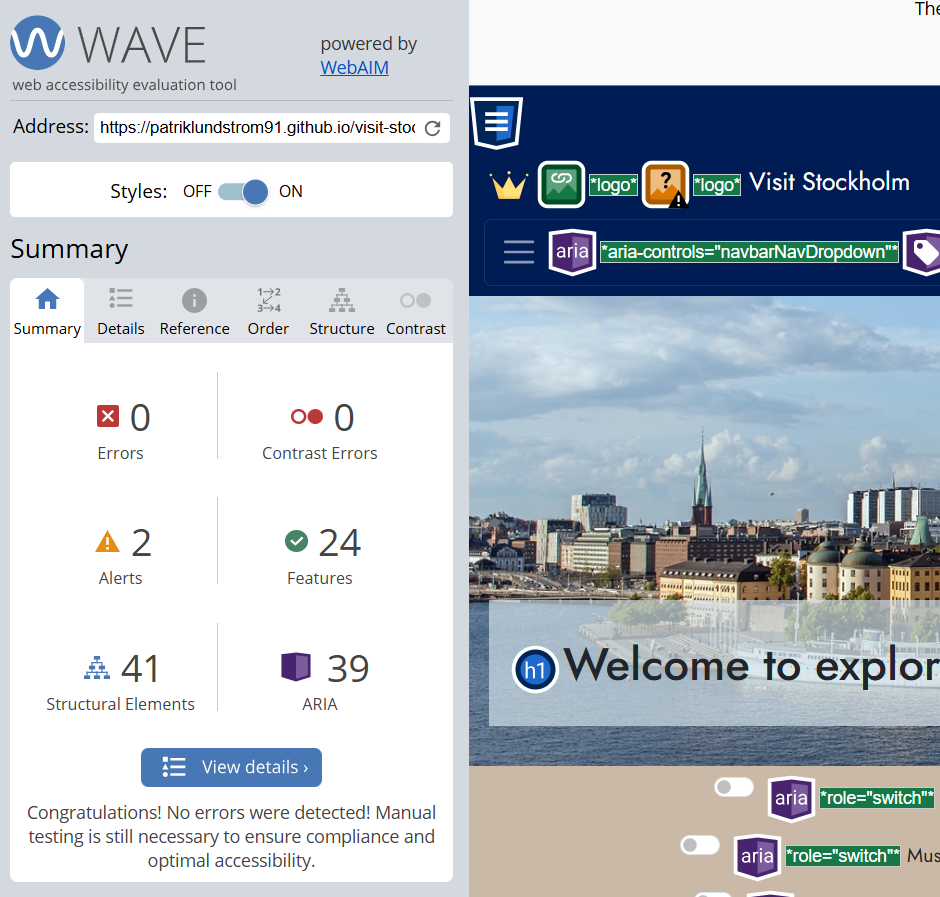 The
WAVE
powered by
WebAIM
web accessibility evaluation tool
Address: https://patriklundstrom91.github.io/visit-stoc
Styles: OFF ON
Summary
Summary Details Reference Order Structure Contrast
0
Errors
0
Contrast Errors
2
Alerts
24
Features
41
Structural Elements
39
ARIA
View details ›
Congratulations! No errors were detected! Manual
testing is still necessary to ensure compliance and
optimal accessibility.
*logo* *logo* Visit Stockholm
aria *aria-controls="navbarNavDropdown"*
h1 Welcome to explor
aria *role="switch"*
aria *role="switch"* Mus